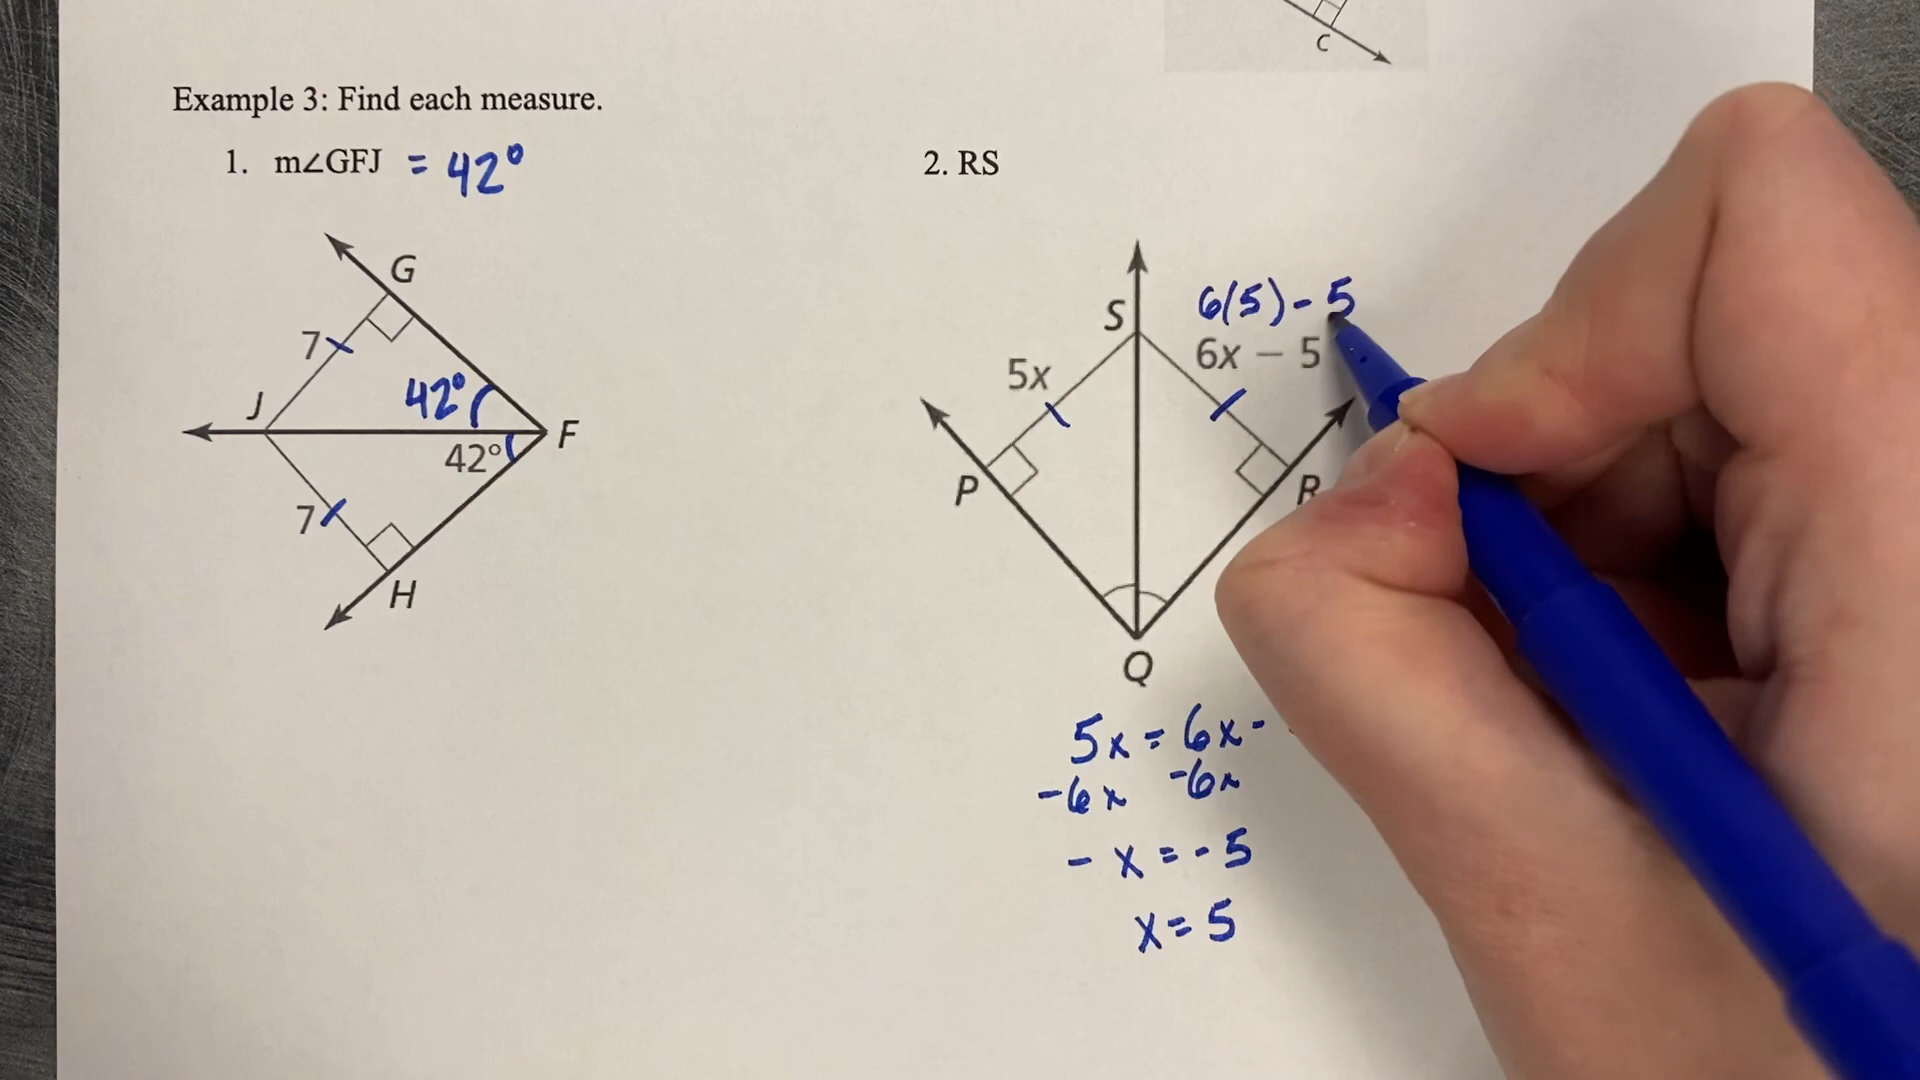 C
Example 3: Find each measure.
1. m∠GFJ = 42°
2. RS
G
7
J
42°
F
42°
7
H
S
6(5)-5
5x
6x − 5
P
R
Q
5x = 6x -
-6x -6x
- x = - 5
x = 5